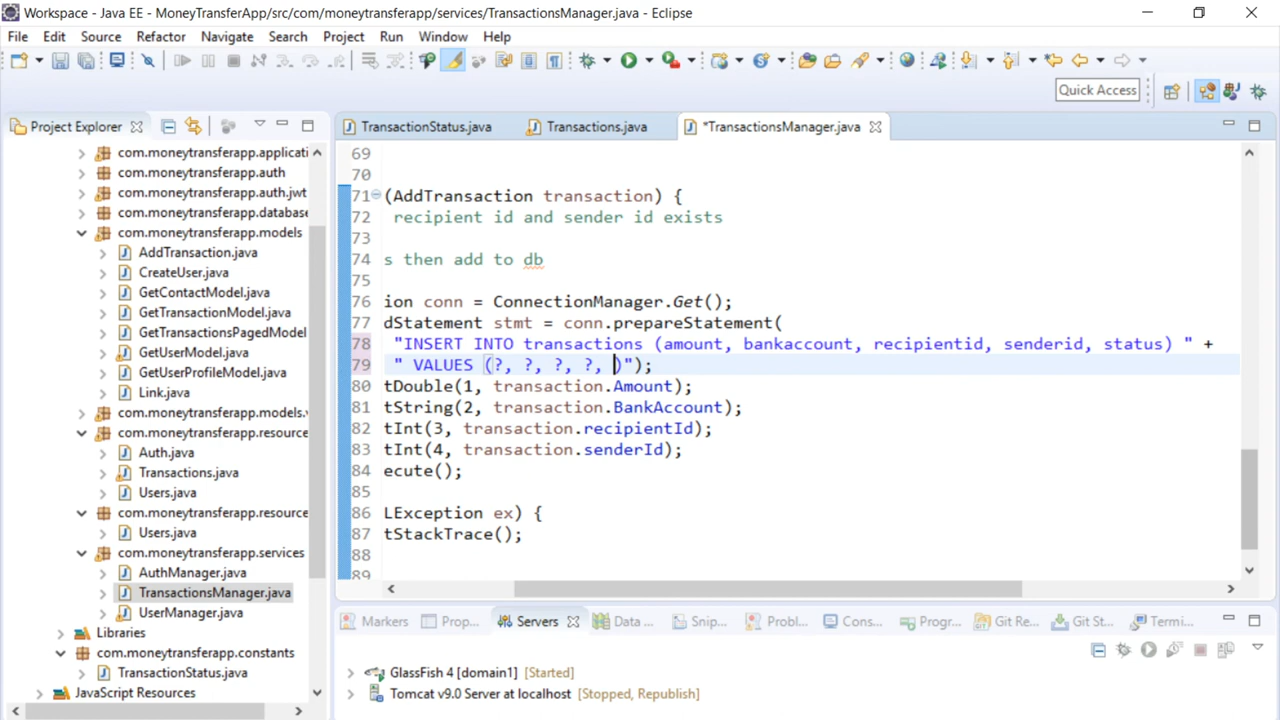 Workspace - Java EE - MoneyTransferApp/src/com/moneytransferapp/services/TransactionsManager.java - Eclipse
File Edit Source Refactor Navigate Search Project Run Window Help
Quick Access
Project Explorer
TransactionStatus.java Transactions.java *TransactionsManager.java
com.moneytransferapp.applicati
com.moneytransferapp.auth
com.moneytransferapp.auth.jwt
com.moneytransferapp.database
com.moneytransferapp.models
AddTransaction.java
CreateUser.java
GetContactModel.java
GetTransactionModel.java
GetTransactionsPagedModel
GetUserModel.java
GetUserProfileModel.java
Link.java
com.moneytransferapp.models.
com.moneytransferapp.resource
Auth.java
Transactions.java
Users.java
com.moneytransferapp.resource
Users.java
com.moneytransferapp.services
AuthManager.java
TransactionsManager.java
UserManager.java
Libraries
com.moneytransferapp.constants
TransactionStatus.java
JavaScript Resources
69
70
71 (AddTransaction transaction) {
72 recipient id and sender id exists
73
74 s then add to db
75
76 ion conn = ConnectionManager.Get();
77 dStatement stmt = conn.prepareStatement(
78 "INSERT INTO transactions (amount, bankaccount, recipientid, senderid, status) " +
79 " VALUES (?, ?, ?, ?, )");
80 tDouble(1, transaction.Amount);
81 tString(2, transaction.BankAccount);
82 tInt(3, transaction.recipientId);
83 tInt(4, transaction.senderId);
84 ecute();
85
86 LException ex) {
87 tStackTrace();
88
89
Markers Prop... Servers Data ... Snip... Probl... Cons... Progr... Git Re... Git St... Termi...
GlassFish 4 [domain1] [Started]
Tomcat v9.0 Server at localhost [Stopped, Republish]